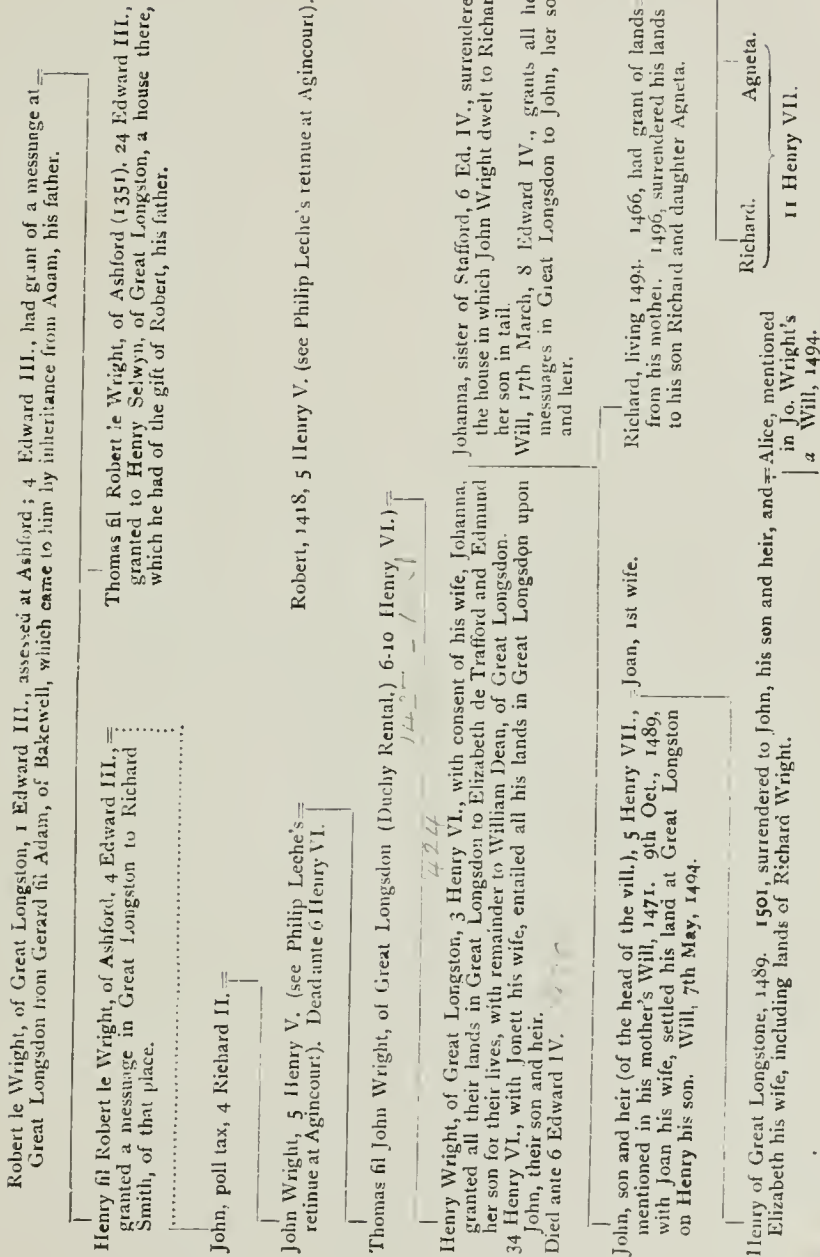 Robert le Wright, of Great Longston, 1 Edward III., assessed at Ashford; 4 Edward III., had grant of a messunge at
Great Longsdon from Gerard fil Adam, of Bakewell, which came to him by inheritance from Adam, his father.
Henry fil Robert le Wright, of Ashford, 4 Edward III.,
granted a messuage in Great Longston to Richard
Smith, of that place.
Thomas fil Robert le Wright, of Ashford (1351). 24 Edward III.,
granted to Henry Selwyn, of Great Longston, a house there,
which he had of the gift of Robert, his father.
John, poll tax, 4 Richard II.
John Wright, 5 Henry V. (see Philip Leche's
retinue at Agincourt). Dead ante 6 Henry VI.
Robert, 1418, 5 Henry V. (see Philip Leche's retinue at Agincourt).
Thomas fil John Wright, of Great Longsdon (Duchy Rental.) 6-10 Henry VI.)
Henry Wright, of Great Longston, 3 Henry VI., with consent of his wife, Johanna,
granted all their lands in Great Longsdon to Elizabeth de Trafford and Edmund
her son for their lives, with remainder to William Dean, of Great Longsdon.
34 Henry VI., with Jonett his wife, entailed all his lands in Great Longsdon upon
John, their son and heir.
Died ante 6 Edward IV.
Johanna, sister of Stafford, 6 Ed. IV., surrendere
the house in which John Wright dwelt to Richar
her son in tail.
Will, 17th March, 8 Edward IV., grants all he
messuages in Great Longsdon to John, her so
and heir.
John, son and heir (of the head of the vill.), 5 Henry VII.,
mentioned in his mother's Will, 1471. 9th Oct., 1489,
with Joan his wife, settled his land at Great Longston
on Henry his son. Will, 7th May, 1494.
Joan, 1st wife.
Richard, living 1494. 1466, had grant of lands
from his mother. 1496, surrendered his lands
to his son Richard and daughter Agneta.
Henry of Great Longstone, 1489. 1501, surrendered to John, his son and heir, and
Elizabeth his wife, including lands of Richard Wright.
Alice, mentioned
in Jo. Wright's
a Will, 1494.
Richard. Agneta.
11 Henry VII.